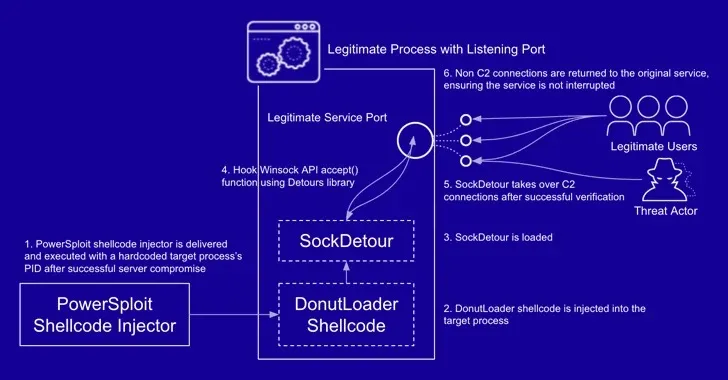 Legitimate Process with Listening Port
6. Non C2 connections are returned to the original service,
ensuring the service is not interrupted
Legitimate Service Port
Legitimate Users
4. Hook Winsock API accept()
function using Detours library
5. SockDetour takes over C2
connections after successful verification
Threat Actor
SockDetour
3. SockDetour is loaded
1. PowerSploit shellcode injector is delivered
and executed with a hardcoded target process's
PID after successful server compromise
PowerSploit
Shellcode Injector
DonutLoader
Shellcode
2. DonutLoader shellcode is injected into the
target process